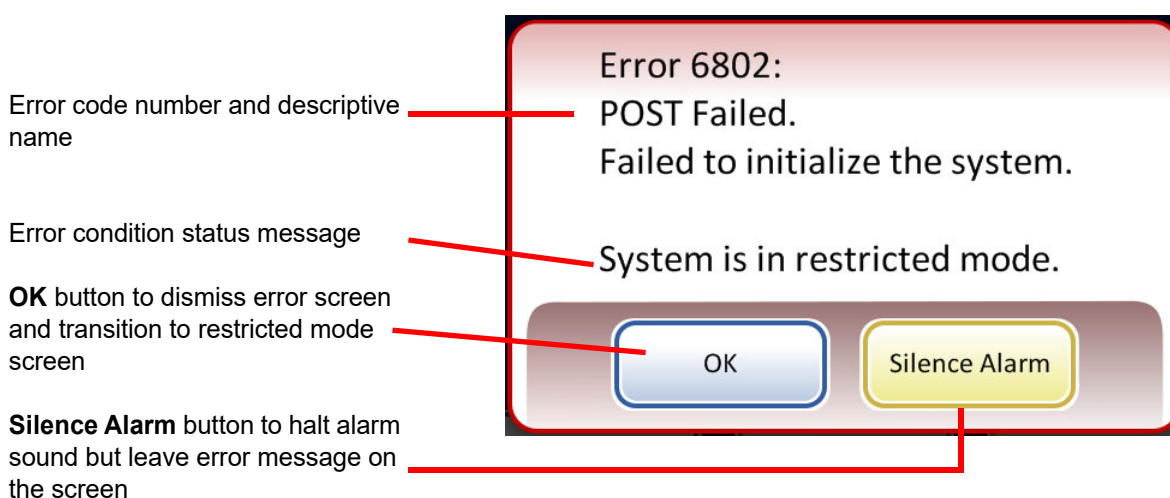 Error code number and descriptive
name
Error condition status message
OK button to dismiss error screen
and transition to restricted mode
screen
Silence Alarm button to halt alarm
sound but leave error message on
the screen
Error 6802:
POST Failed.
Failed to initialize the system.
System is in restricted mode.
OK
Silence Alarm